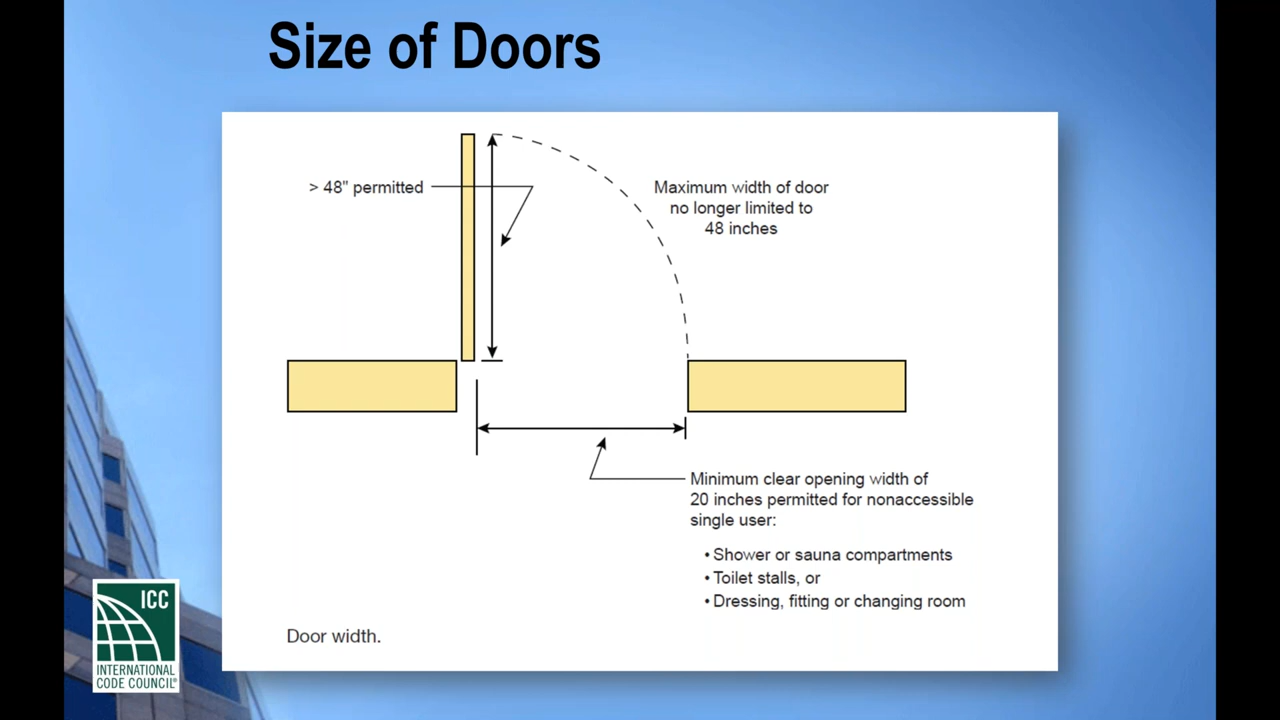 Size of Doors
> 48" permitted
Maximum width of door
no longer limited to
48 inches
Minimum clear opening width of
20 inches permitted for nonaccessible
single user:
• Shower or sauna compartments
• Toilet stalls, or
• Dressing, fitting or changing room
Door width.
ICC
INTERNATIONAL
CODE COUNCIL®